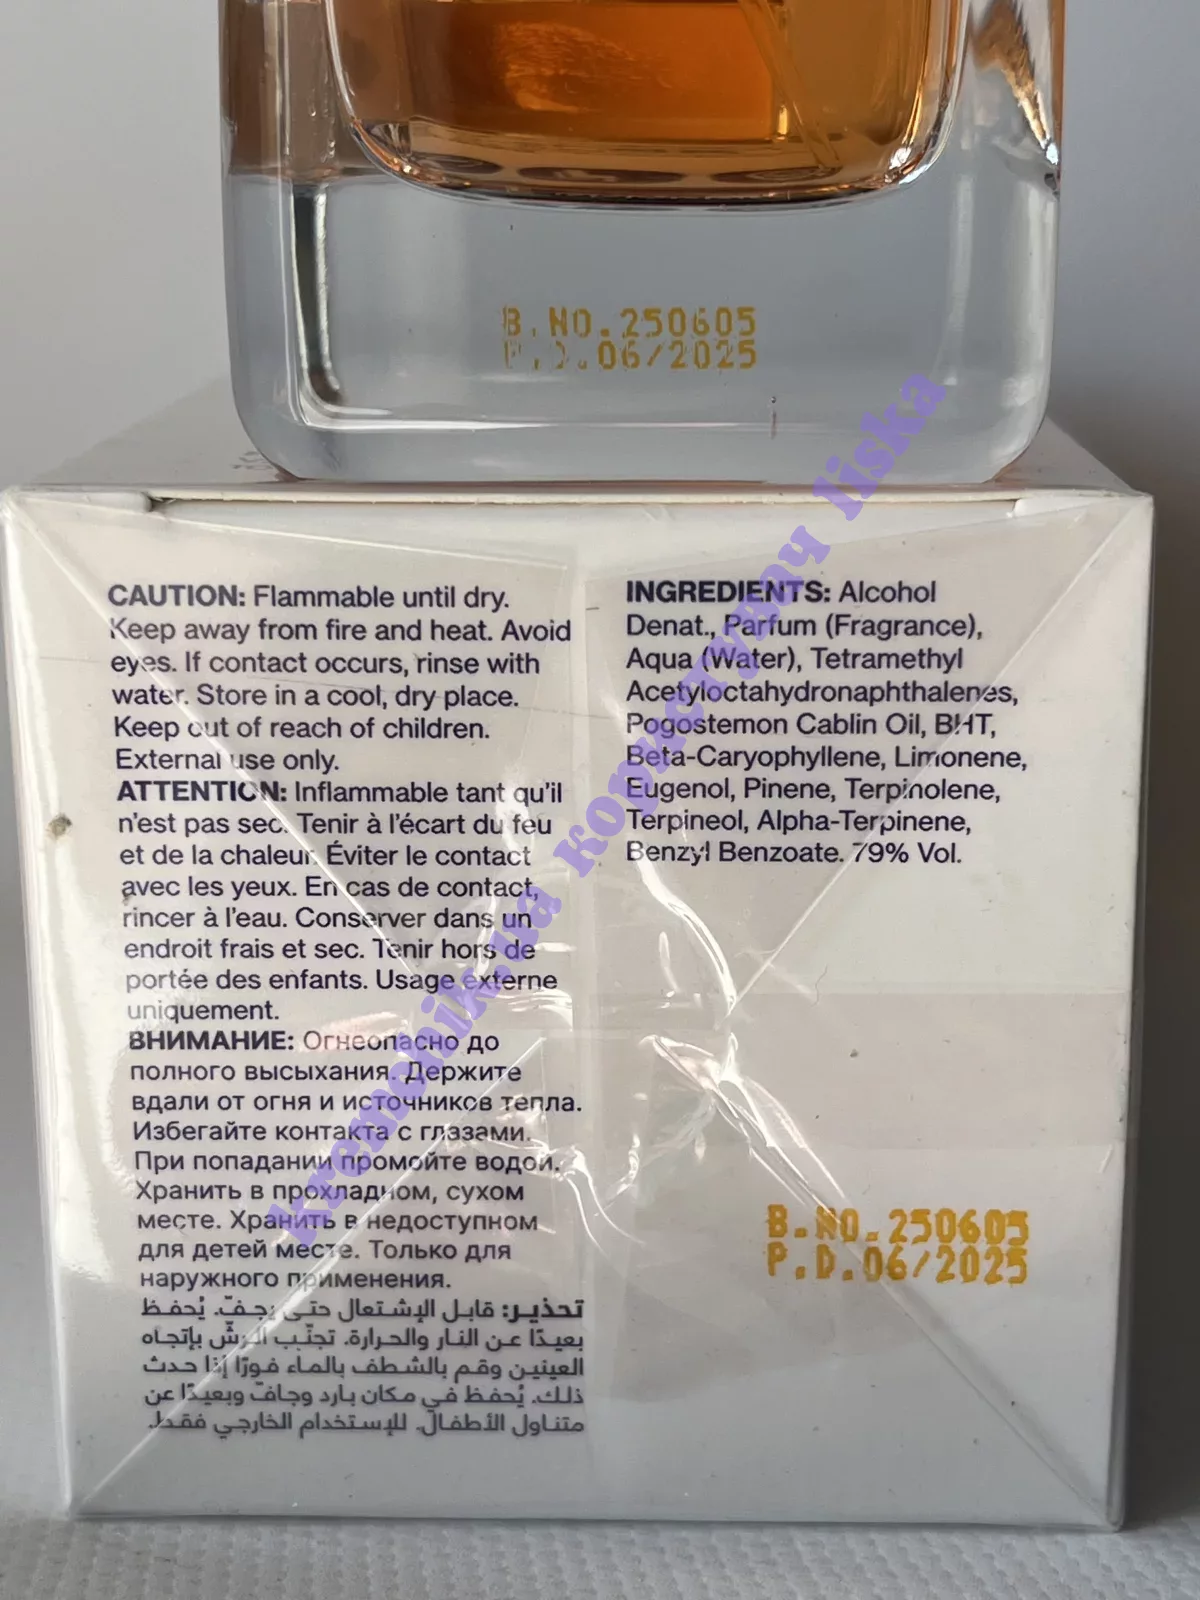 B.NO.250605
P.D.06/2025
CAUTION: Flammable until dry.
Keep away from fire and heat. Avoid
eyes. If contact occurs, rinse with
water. Store in a cool, dry place.
Keep out of reach of children.
External use only.
ATTENTION: Inflammable tant qu'il
n'est pas sec. Tenir à l'écart du feu
et de la chaleur. Éviter le contact
avec les yeux. En cas de contact,
rincer à l'eau. Conserver dans un
endroit frais et sec. Tenir hors de
portée des enfants. Usage externe
uniquement.
ВНИМАНИЕ: Огнеопасно до
полного высыхания. Держите
вдали от огня и источников тепла.
Избегайте контакта с глазами.
При попадании промойте водой.
Хранить в прохладном, сухом
месте. Хранить в недоступном
для детей месте. Только для
наружного применения.
تحذير: قابل الإشتعال حتى يجفّ. يُحفظ
بعيدًا عن النار والحرارة. تجنّب الرشّ بإتجاه
العينين وقم بالشطف بالماء فورًا إذا حدث
ذلك. يُحفظ في مكان بارد وجافّ وبعيدًا عن
متناول الأطفال. للإستخدام الخارجي فقط.
INGREDIENTS: Alcohol
Denat., Parfum (Fragrance),
Aqua (Water), Tetramethyl
Acetyloctahydronaphthalenes,
Pogostemon Cablin Oil, BHT,
Beta-Caryophyllene, Limonene,
Eugenol, Pinene, Terpinolene,
Terpineol, Alpha-Terpinene,
Benzyl Benzoate. 79% Vol.
B.NO.250605
P.D.06/2025
kremenik.ua користувач liska